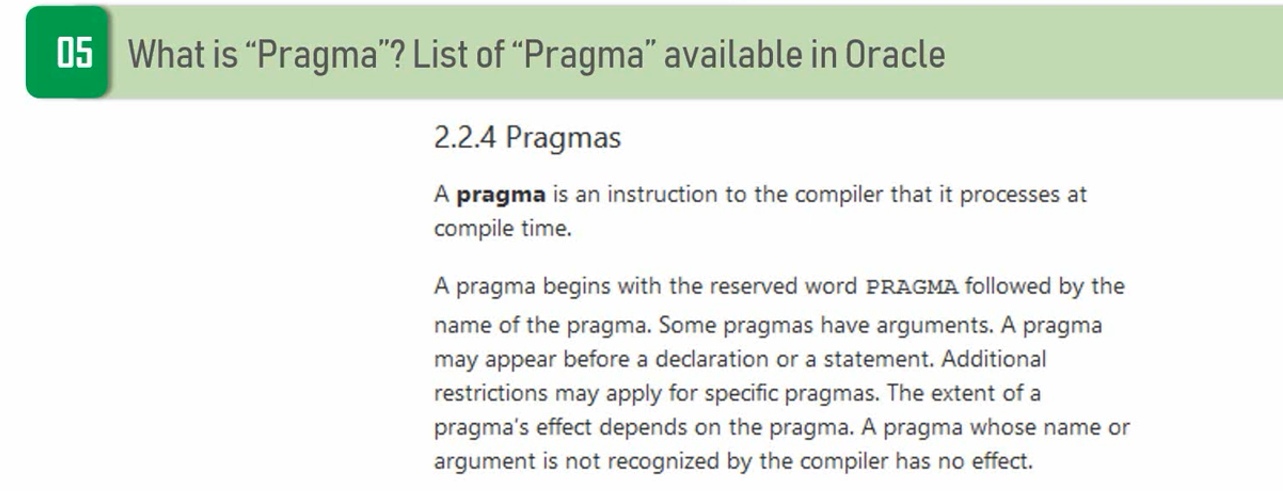 05
What is “Pragma”? List of “Pragma” available in Oracle
2.2.4 Pragmas
A pragma is an instruction to the compiler that it processes at
compile time.
A pragma begins with the reserved word PRAGMA followed by the
name of the pragma. Some pragmas have arguments. A pragma
may appear before a declaration or a statement. Additional
restrictions may apply for specific pragmas. The extent of a
pragma's effect depends on the pragma. A pragma whose name or
argument is not recognized by the compiler has no effect.